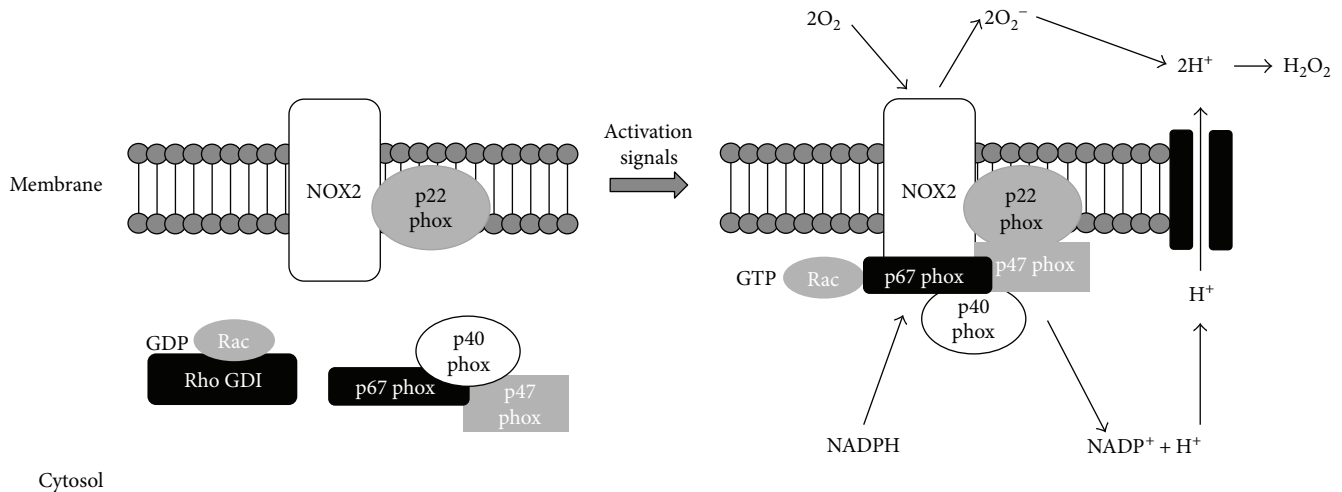 Membrane
NOX2
p22
phox
GDP
Rac
Rho GDI
p67 phox
p40
phox
p47
phox
Cytosol
Activation
signals
2O₂
2O₂⁻
2H⁺
H₂O₂
NOX2
p22
phox
GTP
Rac
p67 phox
p47 phox
p40
phox
H⁺
NADPH
NADP⁺ + H⁺